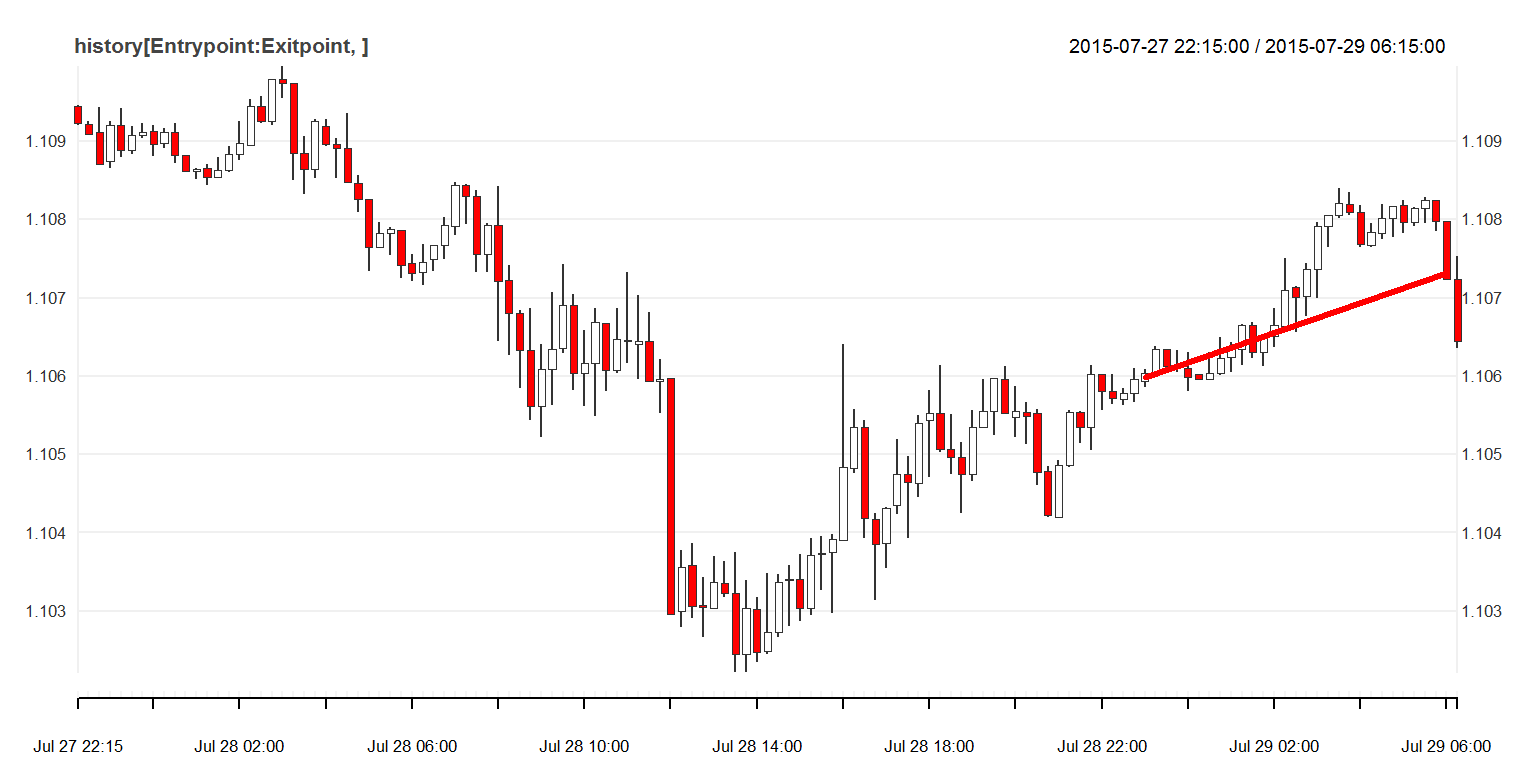 history[Entrypoint:Exitpoint, ]
2015-07-27 22:15:00 / 2015-07-29 06:15:00
1.109
1.109
1.108
1.108
1.107
1.107
1.106
1.106
1.105
1.105
1.104
1.104
1.103
1.103
Jul 27 22:15
Jul 28 02:00
Jul 28 06:00
Jul 28 10:00
Jul 28 14:00
Jul 28 18:00
Jul 28 22:00
Jul 29 02:00
Jul 29 06:00